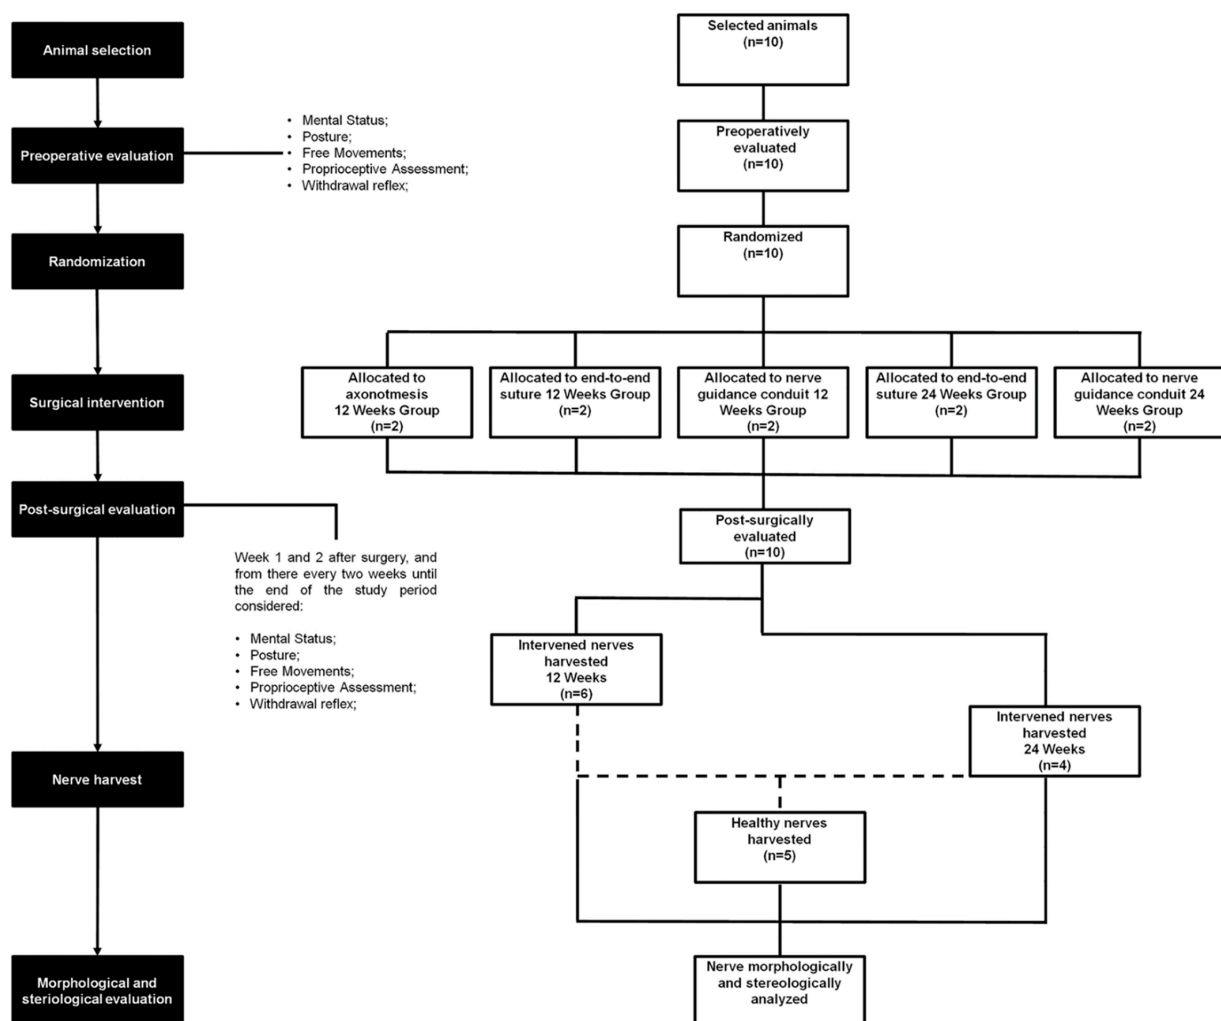 Animal selection
Preoperative evaluation
• Mental Status;
• Posture;
• Free Movements;
• Proprioceptive Assessment;
• Withdrawal reflex;
Randomization
Surgical intervention
Post-surgical evaluation
Week 1 and 2 after surgery, and
from there every two weeks until
the end of the study period
considered:
• Mental Status;
• Posture;
• Free Movements;
• Proprioceptive Assessment;
• Withdrawal reflex;
Nerve harvest
Morphological and
steriological evaluation
Selected animals
(n=10)
Preoperatively
evaluated
(n=10)
Randomized
(n=10)
Allocated to
axonotmesis
12 Weeks Group
(n=2)
Allocated to end-to-end
suture 12 Weeks Group
(n=2)
Allocated to nerve
guidance conduit 12
Weeks Group
(n=2)
Allocated to end-to-end
suture 24 Weeks Group
(n=2)
Allocated to nerve
guidance conduit 24
Weeks Group
(n=2)
Post-surgically
evaluated
(n=10)
Intervened nerves
harvested
12 Weeks
(n=6)
Intervened nerves
harvested
24 Weeks
(n=4)
Healthy nerves
harvested
(n=5)
Nerve morphologically
and stereologically
analyzed